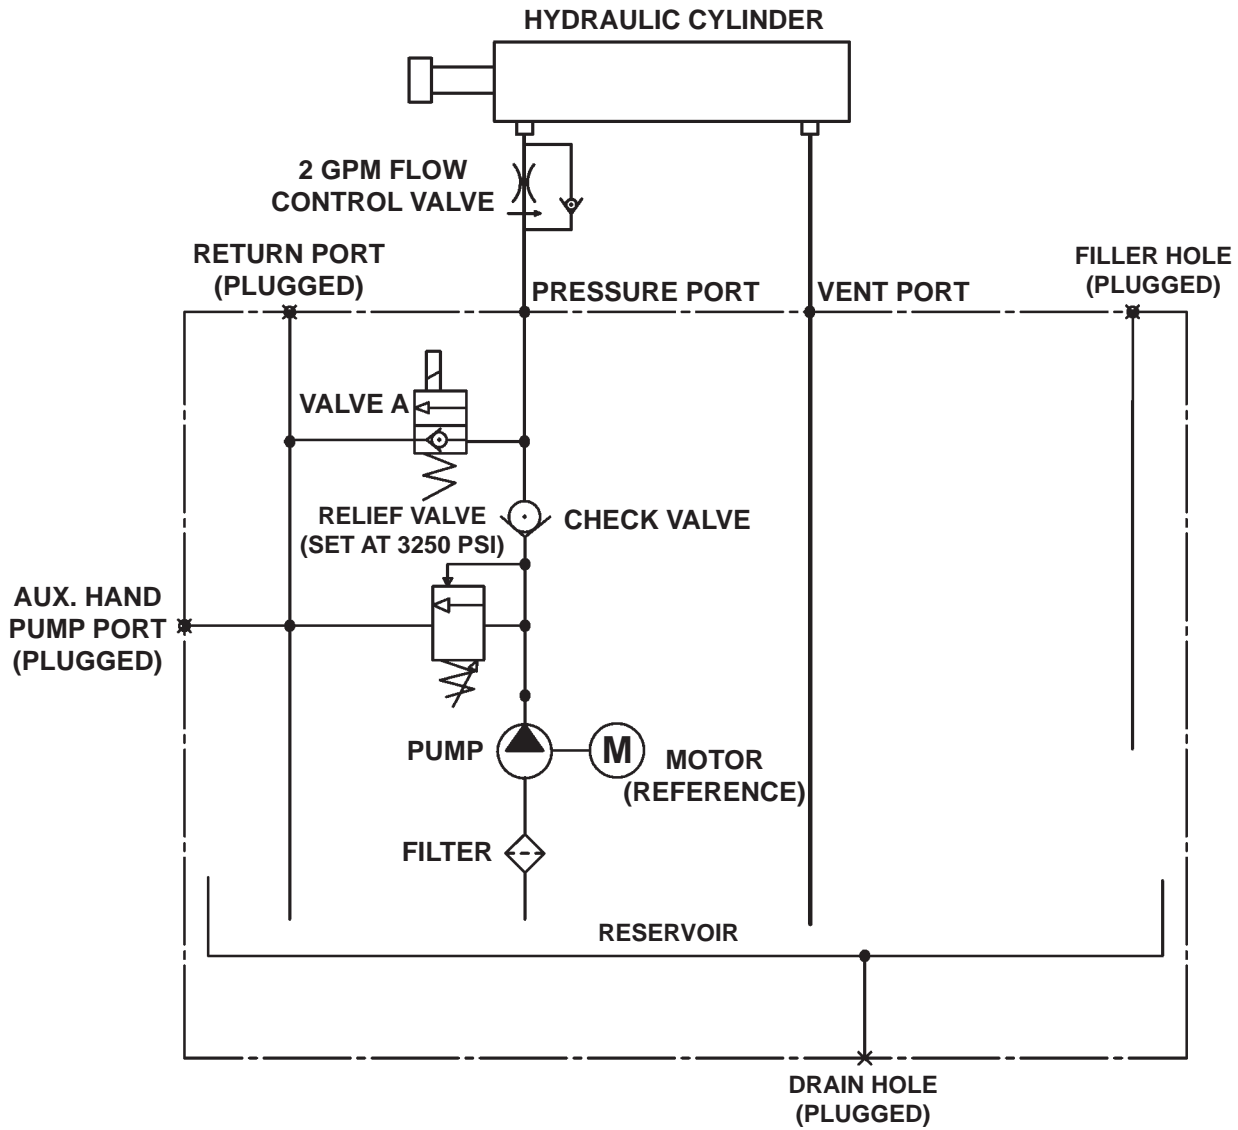 HYDRAULIC CYLINDER
2 GPM FLOW
CONTROL VALVE
RETURN PORT
(PLUGGED)
PRESSURE PORT
VENT PORT
FILLER HOLE
(PLUGGED)
VALVE A
RELIEF VALVE
(SET AT 3250 PSI)
CHECK VALVE
AUX. HAND
PUMP PORT
(PLUGGED)
PUMP
M
MOTOR
(REFERENCE)
FILTER
RESERVOIR
DRAIN HOLE
(PLUGGED)